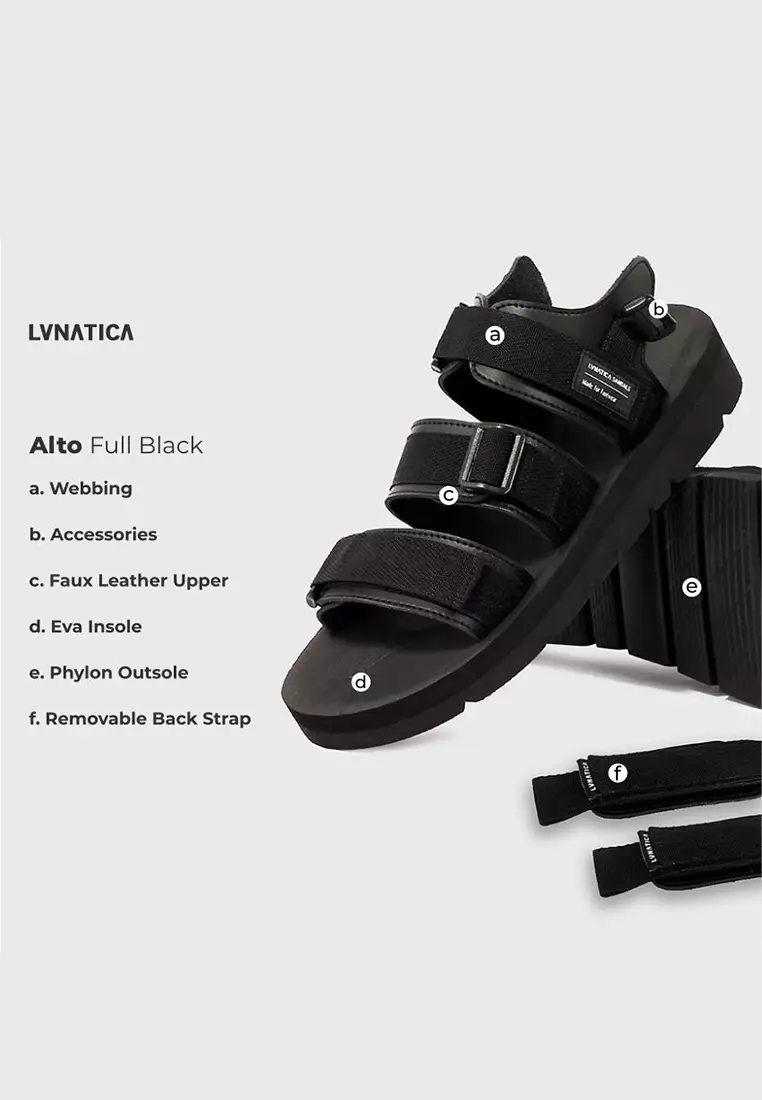 LVNATICA
Alto Full Black
a. Webbing
b. Accessories
c. Faux Leather Upper
d. Eva Insole
e. Phylon Outsole
f. Removable Back Strap
b
a
LVNATICA SANDALS
Made for Footwear
c
e
d
f
LVNATICA
LVNATICA